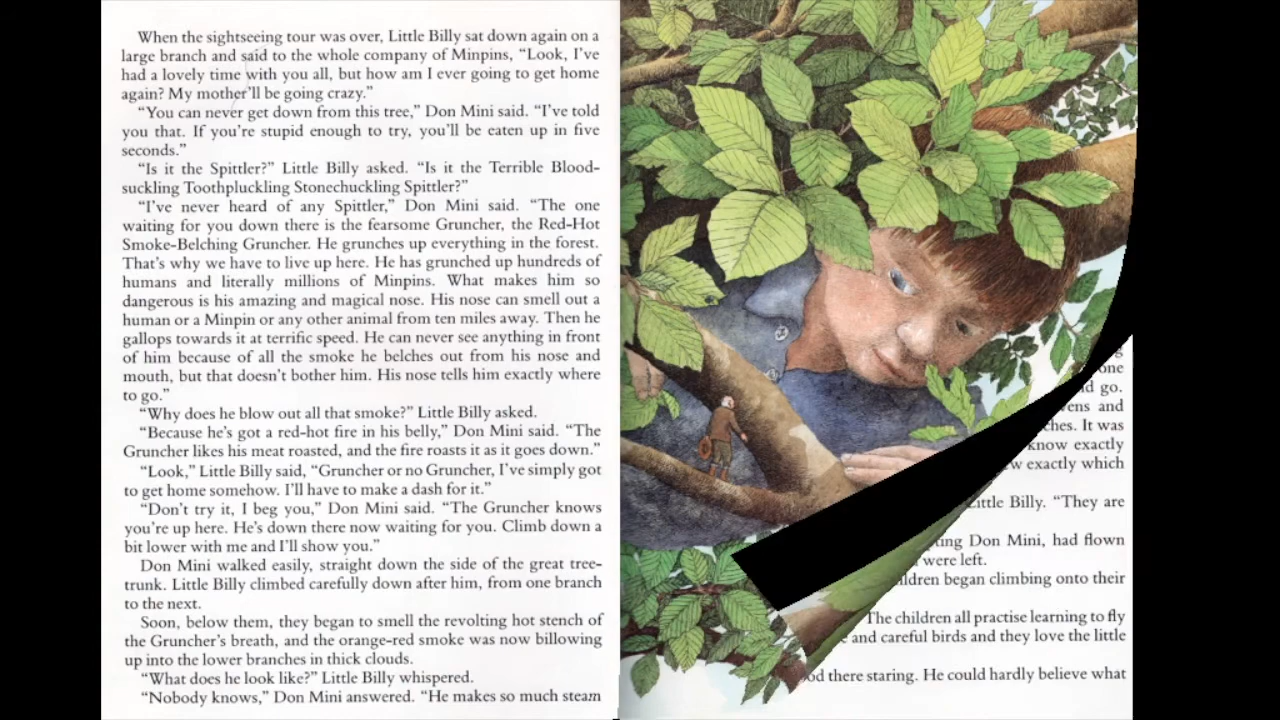 When the sightseeing tour was over, Little Billy sat down again on a
large branch and said to the whole company of Minpins, “Look, I’ve
had a lovely time with you all, but how am I ever going to get home
again? My mother’ll be going crazy.”
“You can never get down from this tree,” Don Mini said. “I’ve told
you that. If you’re stupid enough to try, you’ll be eaten up in five
seconds.”
“Is it the Spittler?” Little Billy asked. “Is it the Terrible Blood-
suckling Toothpluckling Stonechuckling Spittler?”
“I’ve never heard of any Spittler,” Don Mini said. “The one
waiting for you down there is the fearsome Gruncher, the Red-Hot
Smoke-Belching Gruncher. He grunches up everything in the forest.
That’s why we have to live up here. He has grunched up hundreds of
humans and literally millions of Minpins. What makes him so
dangerous is his amazing and magical nose. His nose can smell out a
human or a Minpin or any other animal from ten miles away. Then he
gallops towards it at terrific speed. He can never see anything in front
of him because of all the smoke he belches out from his nose and
mouth, but that doesn’t bother him. His nose tells him exactly where
to go.”
“Why does he blow out all that smoke?” Little Billy asked.
“Because he’s got a red-hot fire in his belly,” Don Mini said. “The
Gruncher likes his meat roasted, and the fire roasts it as it goes down.”
“Look,” Little Billy said, “Gruncher or no Gruncher, I’ve simply got
to get home somehow. I’ll have to make a dash for it.”
“Don’t try it, I beg you,” Don Mini said. “The Gruncher knows
you’re up here. He’s down there now waiting for you. Climb down a
bit lower with me and I’ll show you.”
Don Mini walked easily, straight down the side of the great tree-
trunk. Little Billy climbed carefully down after him, from one branch
to the next.
Soon, below them, they began to smell the revolting hot stench of
the Gruncher’s breath, and the orange-red smoke was now billowing
up into the lower branches in thick clouds.
“What does he look like?” Little Billy whispered.
“Nobody knows,” Don Mini answered. “He makes so much steam
one
go.
and
It was
know exactly
exactly which
Little Billy. “They are
Don Mini, had flown
were left.
began climbing onto their
The children all practise learning to fly
and careful birds and they love the little
there staring. He could hardly believe what